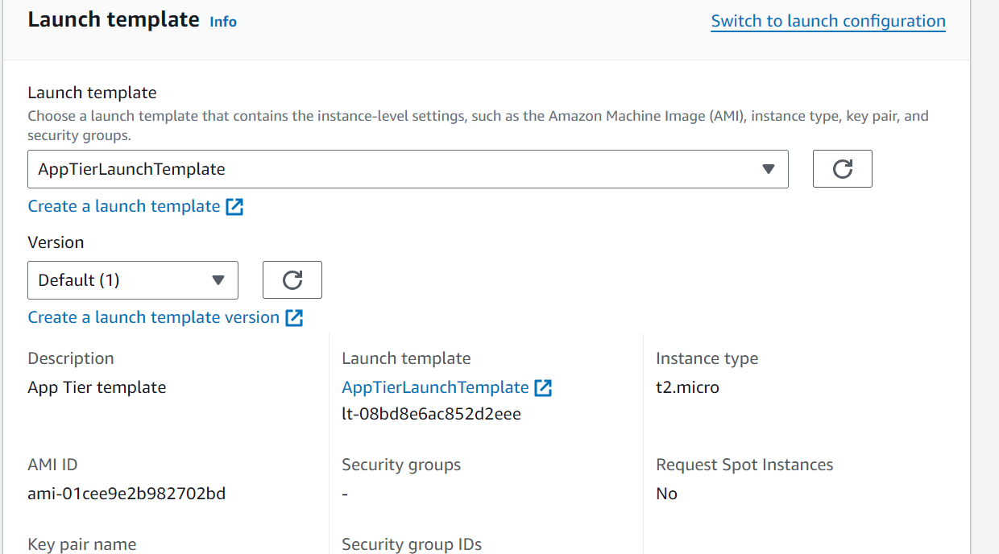 Launch template Info
Switch to launch configuration
Launch template
Choose a launch template that contains the instance-level settings, such as the Amazon Machine Image (AMI), instance type, key pair, and
security groups.
AppTierLaunchTemplate
Create a launch template
Version
Default (1)
Create a launch template version
Description
App Tier template
Launch template
AppTierLaunchTemplate
lt-08bd8e6ac852d2eee
Instance type
t2.micro
AMI ID
ami-01cee9e2b982702bd
Security groups
-
Request Spot Instances
No
Key pair name
Security group IDs